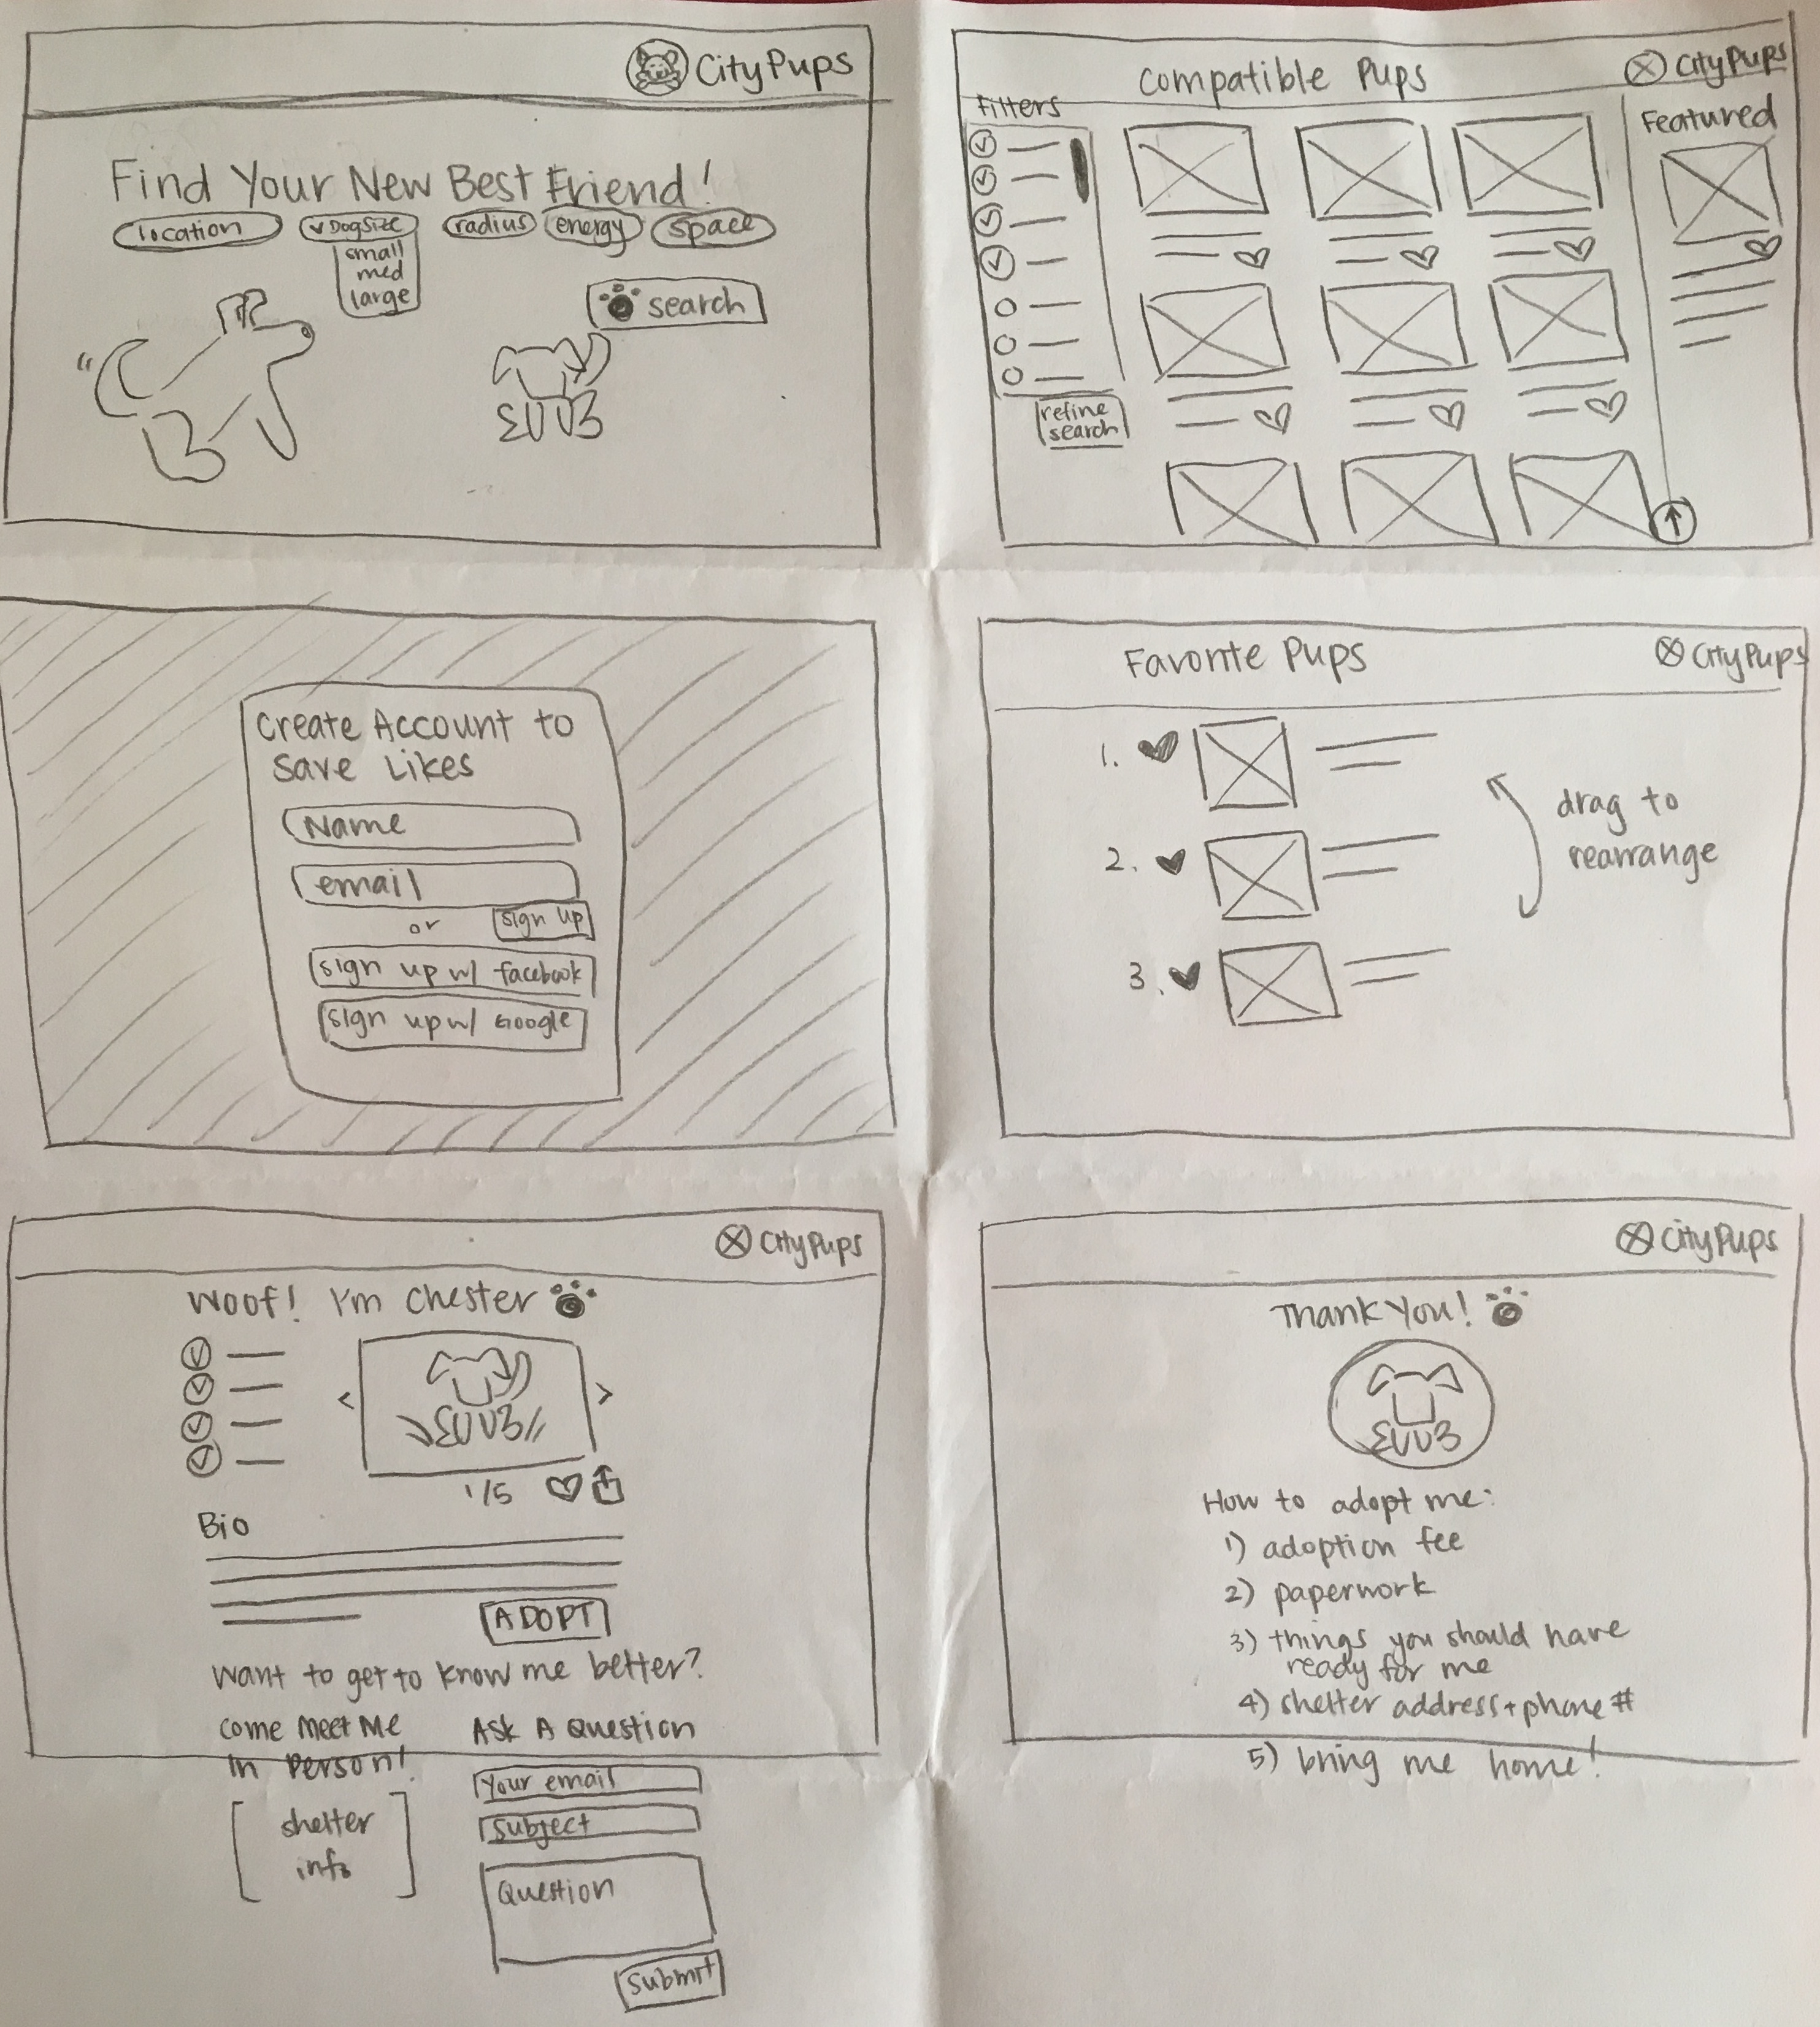 CityPups
Find Your New Best Friend!
location
✓ Dog Size
small
med
large
radius
energy
space
search
Compatible Pups
CityPups
Filters
Featured
refine
search
↑
Create Account to
Save Likes
Name
email
or
sign up
sign up w/ facebook
sign up w/ Google
Favorite Pups
CityPups
1.
2.
3.
drag to
rearrange
CityPups
Woof! I'm Chester
< >
1/5
Bio
ADOPT
Want to get to know me better?
Come Meet Me
In Person!
shelter
info
Ask A Question
Your email
Subject
Question
Submit
CityPups
Thank You!
How to adopt me:
1) adoption fee
2) paperwork
3) things you should have
ready for me
4) shelter address + phone #
5) bring me home!